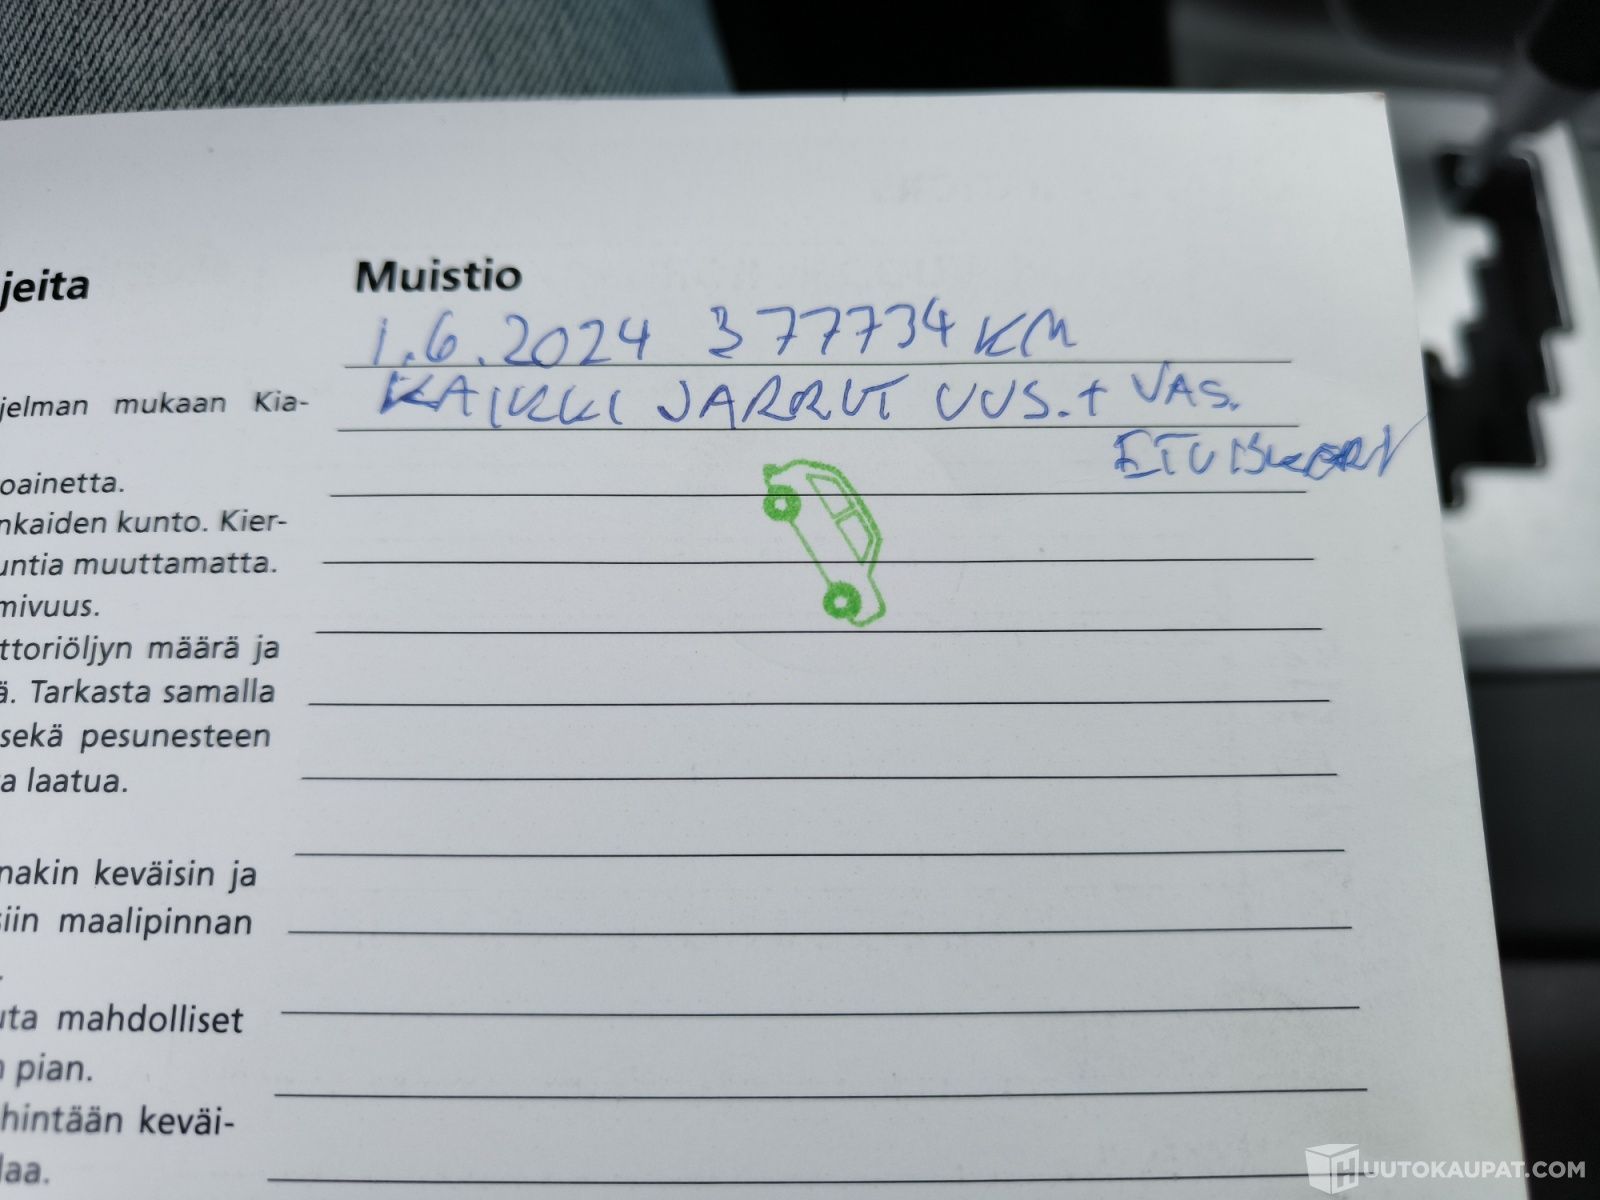 jeita
jelman mukaan Kia-
oainetta.
nkaiden kunto. Kier-
untia muuttamatta.
mivuus.
ttoriöljyn määrä ja
ä. Tarkasta samalla
sekä pesunesteen
a laatua.
nakin keväisin ja
siin maalipinnan
uta mahdolliset
n pian.
hintään keväi-
laa.
Muistio
1.6.2024 377734 KM
KAIKKI JARRUT UUS. + VAS.
HUUTOKAUPAT.COM